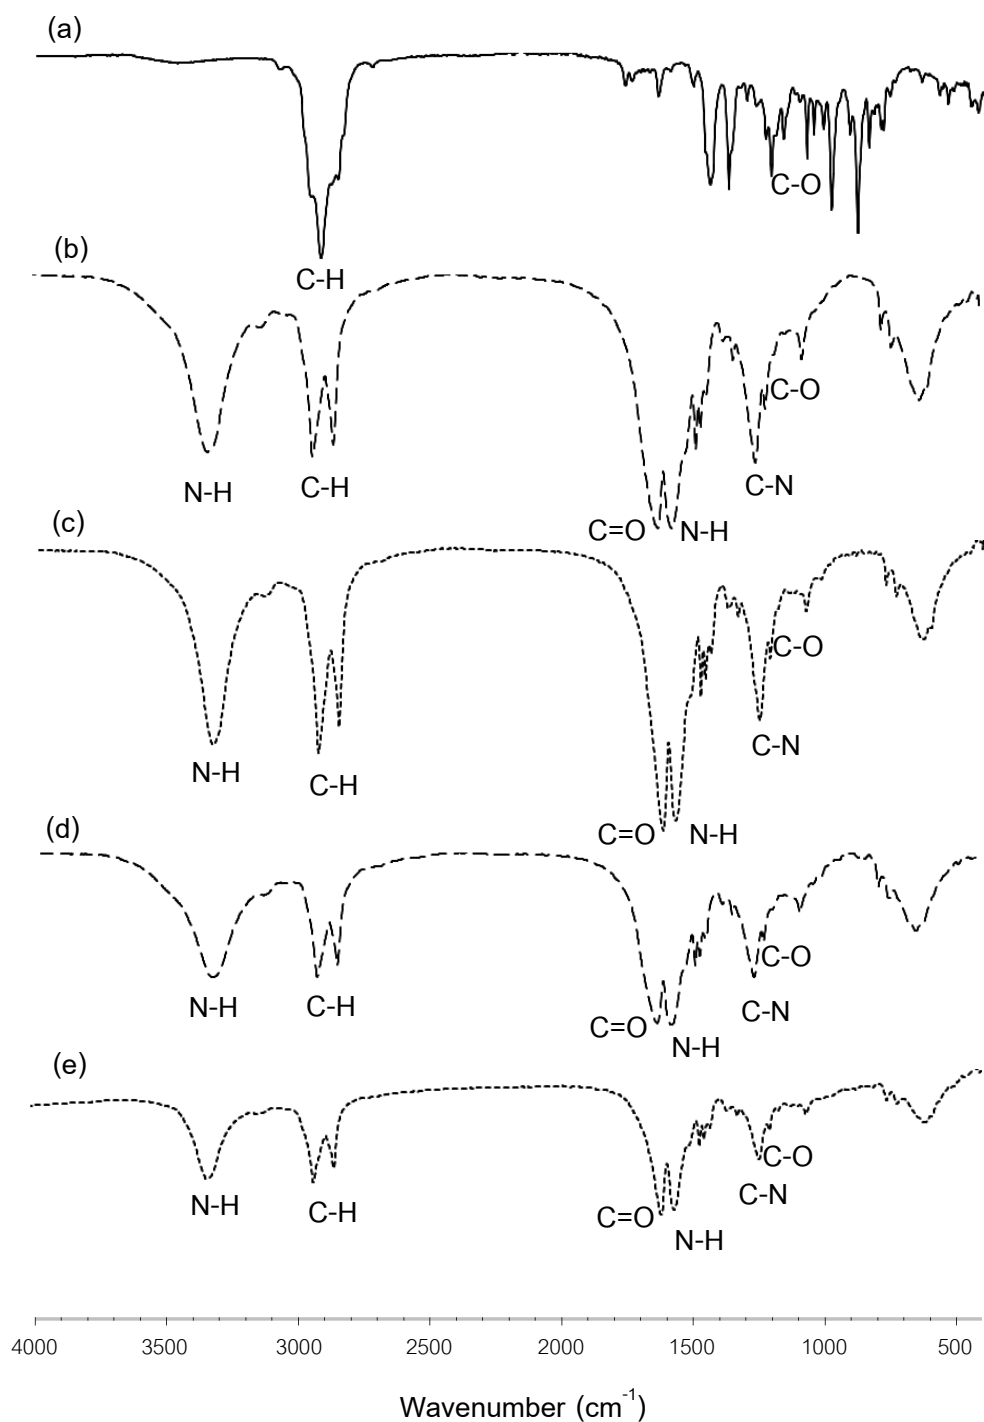 (a)
C-O
(b)
C-H
C-O
N-H
C-H
C-N
C=O
N-H
(c)
C-O
C-N
N-H
C-H
C=O
N-H
(d)
C-O
N-H
C-H
C-N
C=O
N-H
(e)
C-O
C-N
N-H
C-H
C=O
N-H
4000 3500 3000 2500 2000 1500 1000 500
Wavenumber (cm⁻¹)